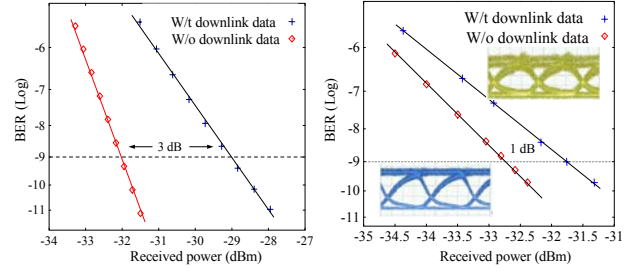 W/t downlink data
W/o downlink data
BER (Log)
-6
-7
-8
-9
-10
-11
3 dB
-34
-33
-32
-31
-30
-29
-28
-27
Received power (dBm)
W/t downlink data
W/o downlink data
BER (Log)
-6
-7
-8
-9
-10
-11
1 dB
-35
-34.5
-34
-33.5
-33
-32.5
-32
-31.5
-31
Received power (dBm)